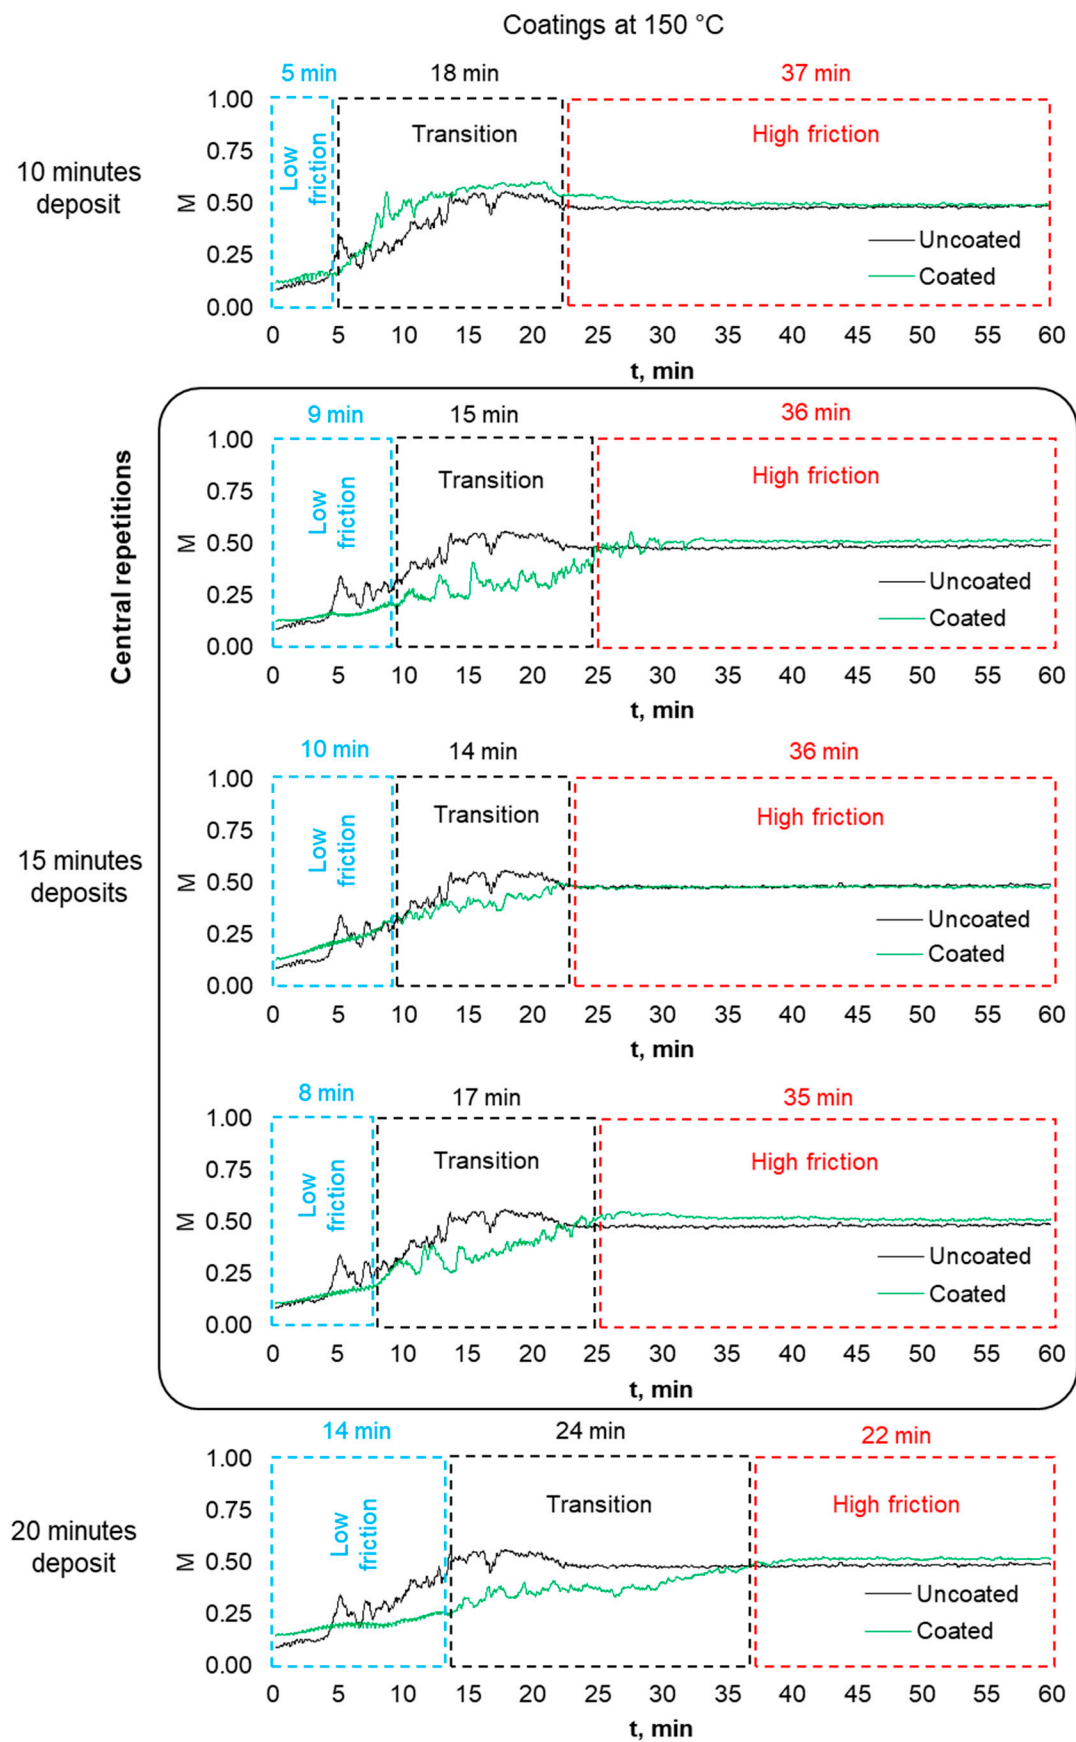 Coatings at 150 °C
5 min 18 min 37 min
10 minutes
deposit
M
1.00
0.75
0.50
0.25
0.00
Low
friction
Transition
High friction
Uncoated
Coated
0 5 10 15 20 25 30 35 40 45 50 55 60
t, min
Central repetitions
15 minutes
deposits
9 min 15 min 36 min
M
1.00
0.75
0.50
0.25
0.00
Low
friction
Transition
High friction
Uncoated
Coated
0 5 10 15 20 25 30 35 40 45 50 55 60
t, min
10 min 14 min 36 min
M
1.00
0.75
0.50
0.25
0.00
Low
friction
Transition
High friction
Uncoated
Coated
0 5 10 15 20 25 30 35 40 45 50 55 60
t, min
8 min 17 min 35 min
M
1.00
0.75
0.50
0.25
0.00
Low
friction
Transition
High friction
Uncoated
Coated
0 5 10 15 20 25 30 35 40 45 50 55 60
t, min
14 min 24 min 22 min
20 minutes
deposit
M
1.00
0.75
0.50
0.25
0.00
Low
friction
Transition
High friction
Uncoated
Coated
0 5 10 15 20 25 30 35 40 45 50 55 60
t, min